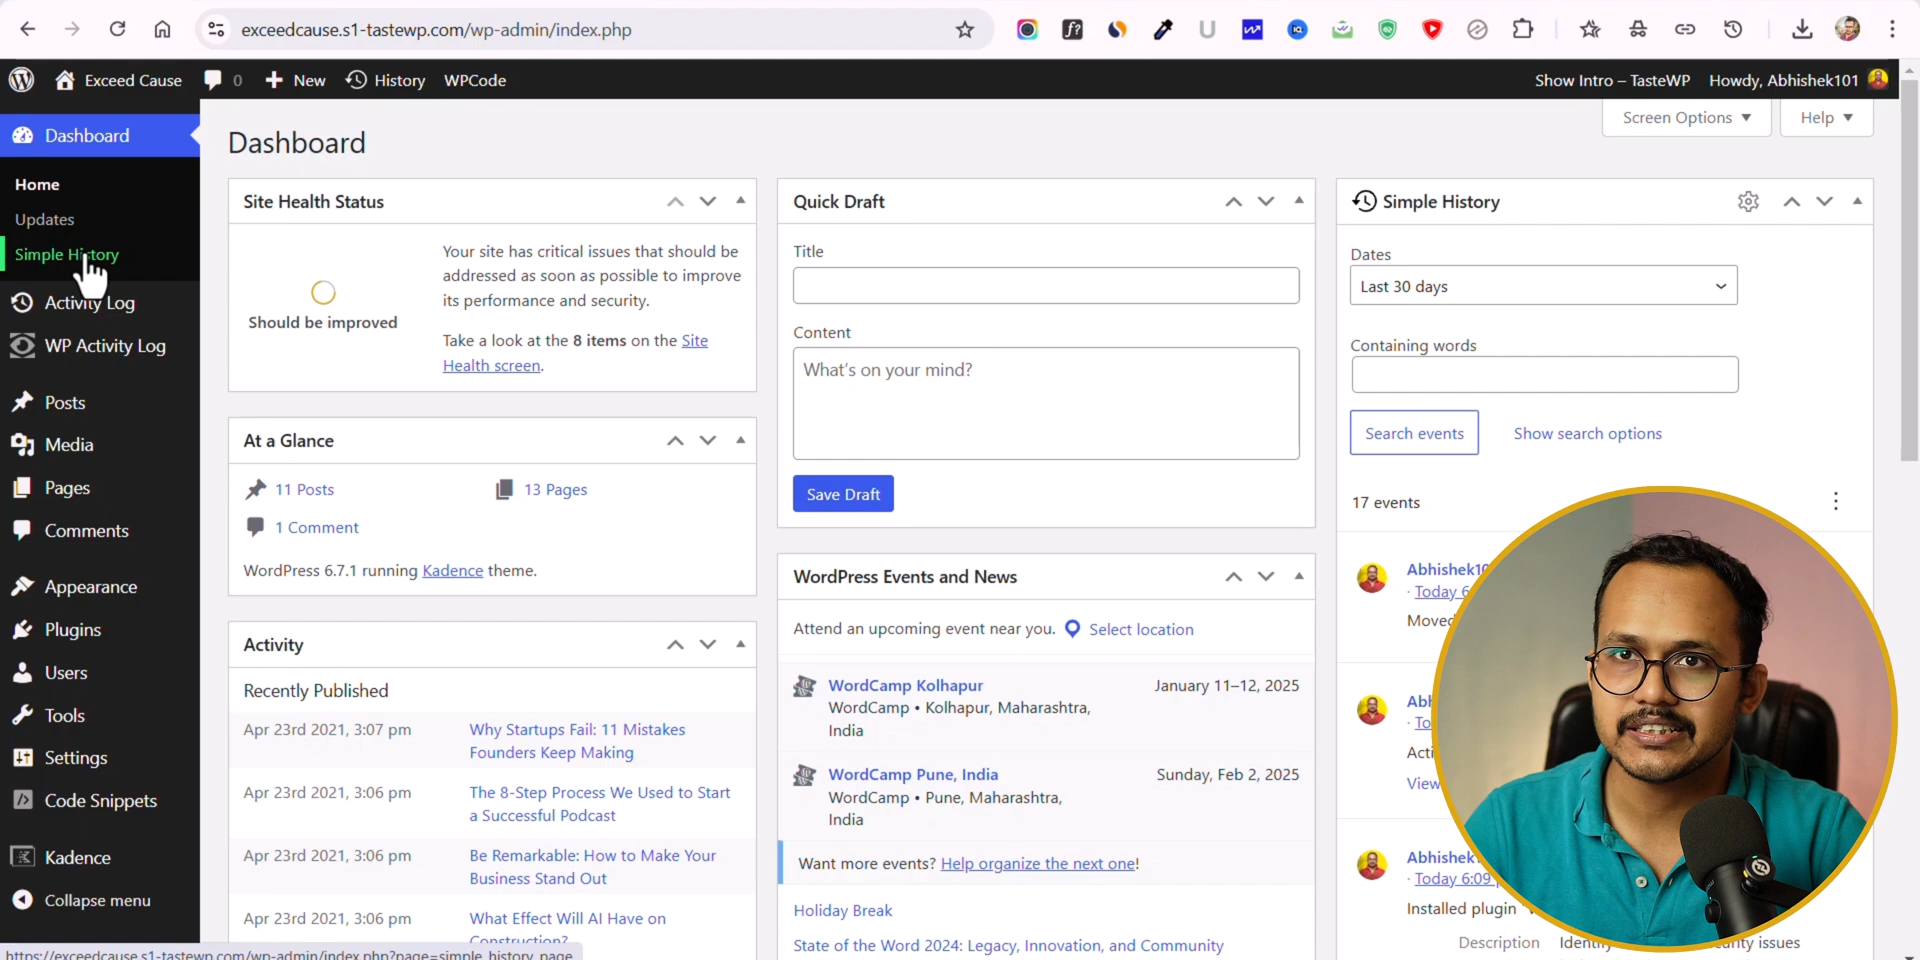 exceedcause.s1-tastewp.com/wp-admin/index.php
Exceed Cause
0
New
History
WPCode
Show Intro – TasteWP
Howdy, Abhishek101
Dashboard
Home
Updates
Simple History
Activity Log
WP Activity Log
Posts
Media
Pages
Comments
Appearance
Plugins
Users
Tools
Settings
Code Snippets
Kadence
Collapse menu
Dashboard
Screen Options
Help
Site Health Status
Should be improved
Your site has critical issues that should be
addressed as soon as possible to improve
its performance and security.
Take a look at the 8 items on the Site
Health screen.
At a Glance
11 Posts
13 Pages
1 Comment
WordPress 6.7.1 running Kadence theme.
Activity
Recently Published
Apr 23rd 2021, 3:07 pm
Why Startups Fail: 11 Mistakes
Founders Keep Making
Apr 23rd 2021, 3:06 pm
The 8-Step Process We Used to Start
a Successful Podcast
Apr 23rd 2021, 3:06 pm
Be Remarkable: How to Make Your
Business Stand Out
Apr 23rd 2021, 3:06 pm
What Effect Will AI Have on
Construction?
Quick Draft
Title
Content
What's on your mind?
Save Draft
WordPress Events and News
Attend an upcoming event near you.
Select location
WordCamp Kolhapur
January 11–12, 2025
WordCamp • Kolhapur, Maharashtra,
India
WordCamp Pune, India
Sunday, Feb 2, 2025
WordCamp • Pune, Maharashtra,
India
Want more events? Help organize the next one!
Holiday Break
State of the Word 2024: Legacy, Innovation, and Community
Simple History
Dates
Last 30 days
Containing words
Search events
Show search options
17 events
Abhishek10
· Today 6
Moved
Abh
· To
Acti
View
Abhishek
· Today 6:09
Installed plugin
Description
Identi
urity issues
https://exceedcause.s1-tastewp.com/wp-admin/index.php?page=simple_history_page